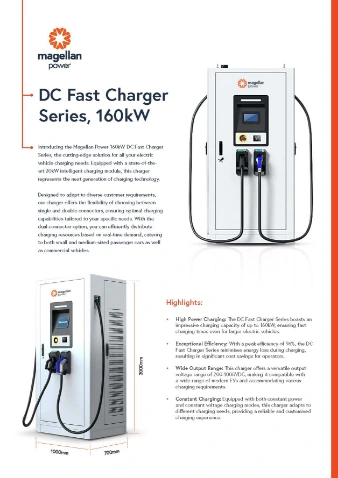 magellan
power
DC Fast Charger
Series, 160kW
Introducing the Magellan Power 160kW DC Fast Charger
Series, the cutting-edge solution for all your electric
vehicle charging needs. Equipped with a state-of-the-
art 20kW intelligent charging module, this charger
represents the next generation of charging technology.
Designed to adapt to diverse customer requirements,
our charger offers the flexibility of choosing between
single and double connectors, ensuring optimal charging
capabilities tailored to your specific needs. With the
dual-connector option, you can efficiently distribute
charging resources based on real-time demand, catering
to both small and medium-sized passenger cars as well
as commercial vehicles.
magellan
power
magellan
power
2000mm
1000mm
700mm
Highlights:
• High Power Charging: The DC Fast Charger Series boasts an
impressive charging capacity of up to 160kW, ensuring fast
charging times even for larger electric vehicles.
• Exceptional Efficiency: With a peak efficiency of 96%, the DC
Fast Charger Series minimises energy loss during charging,
resulting in significant cost savings for operators.
• Wide Output Range: This charger offers a versatile output
voltage range of 200-1000VDC, making it compatible with
a wide range of modern EVs and accommodating various
charging requirements.
• Constant Charging: Equipped with both constant power
and constant voltage charging modes, this charger adapts to
different charging needs, providing a reliable and customised
charging experience.